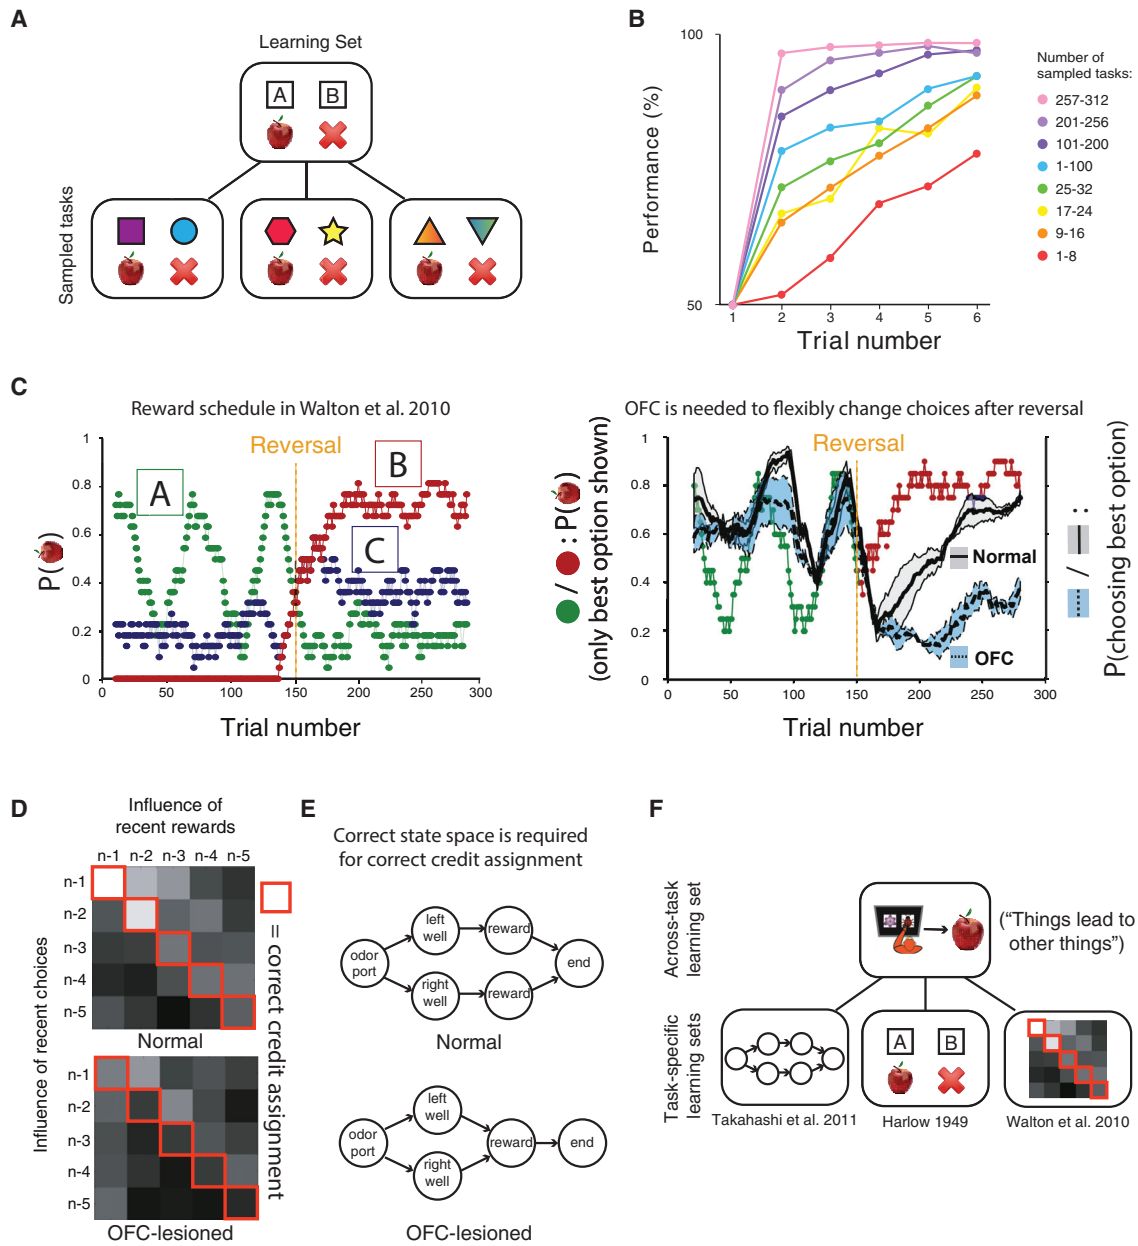 A
Learning Set
A B
Sampled tasks
B
100
50
Performance (%)
1 2 3 4 5 6
Trial number
Number of
sampled tasks:
257-312
201-256
101-200
1-100
25-32
17-24
9-16
1-8
C
Reward schedule in Walton et al. 2010
Reversal
A
B
C
P( )
1
0.8
0.6
0.4
0.2
0
50 100 150 200 250 300
Trial number
OFC is needed to flexibly change choices after reversal
Reversal
/ : P( )
(only best option shown)
1
0.8
0.6
0.4
0.2
0
Normal
OFC
0 50 100 150 200 250 300
Trial number
/ :
P(choosing best option)
D
Influence of
recent rewards
n-1 n-2 n-3 n-4 n-5
n-1
n-2
n-3
n-4
n-5
Normal
n-1
n-2
n-3
n-4
n-5
OFC-lesioned
Influence of recent choices
= correct credit assignment
E
Correct state space is required
for correct credit assignment
odor
port
left
well
reward
right
well
reward
end
Normal
odor
port
left
well
right
well
reward
end
OFC-lesioned
F
Across-task
learning set
("Things lead to
other things")
Task-specific
learning sets
A B
Takahashi et al. 2011
Harlow 1949
Walton et al. 2010